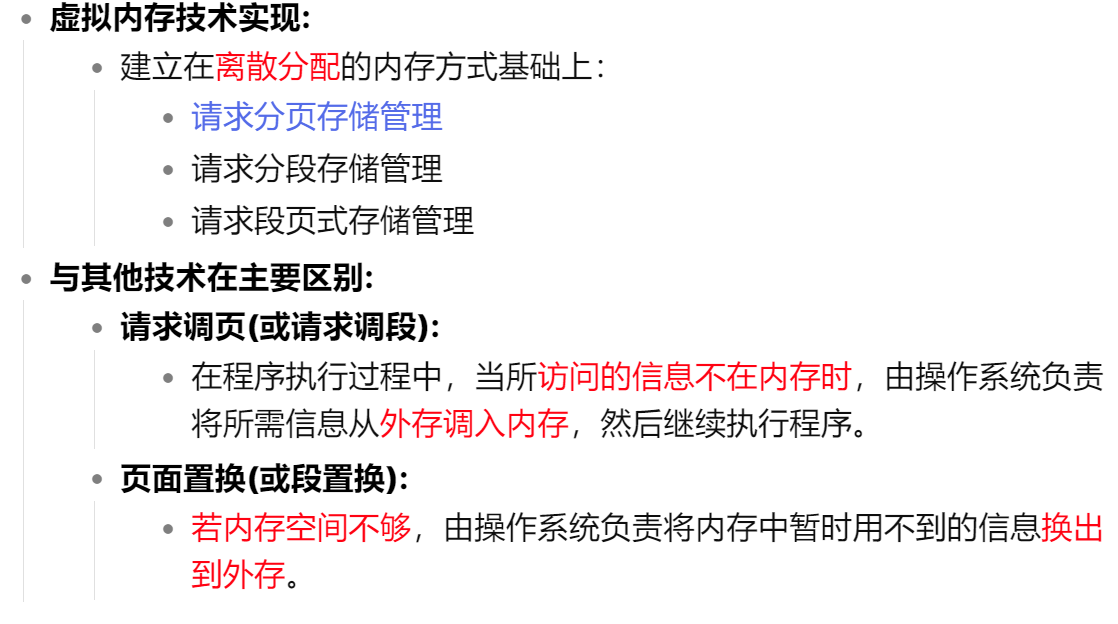 虚拟内存技术实现:
建立在离散分配的内存方式基础上：
请求分页存储管理
请求分段存储管理
请求段页式存储管理
与其他技术在主要区别:
请求调页(或请求调段):
在程序执行过程中，当所访问的信息不在内存时，由操作系统负责
将所需信息从外存调入内存，然后继续执行程序。
页面置换(或段置换):
若内存空间不够，由操作系统负责将内存中暂时用不到的信息换出
到外存。